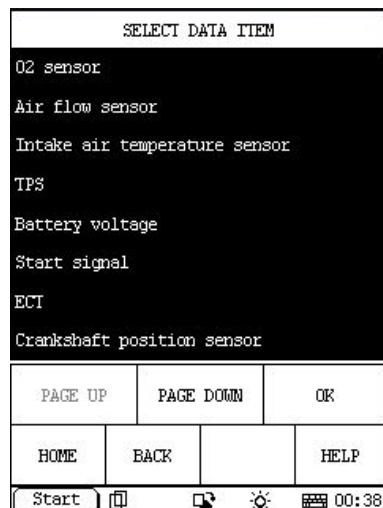 SELECT DATA ITEM
O2 sensor
Air flow sensor
Intake air temperature sensor
TPS
Battery voltage
Start signal
ECT
Crankshaft position sensor
PAGE UP PAGE DOWN OK
HOME BACK HELP
Start 00:38